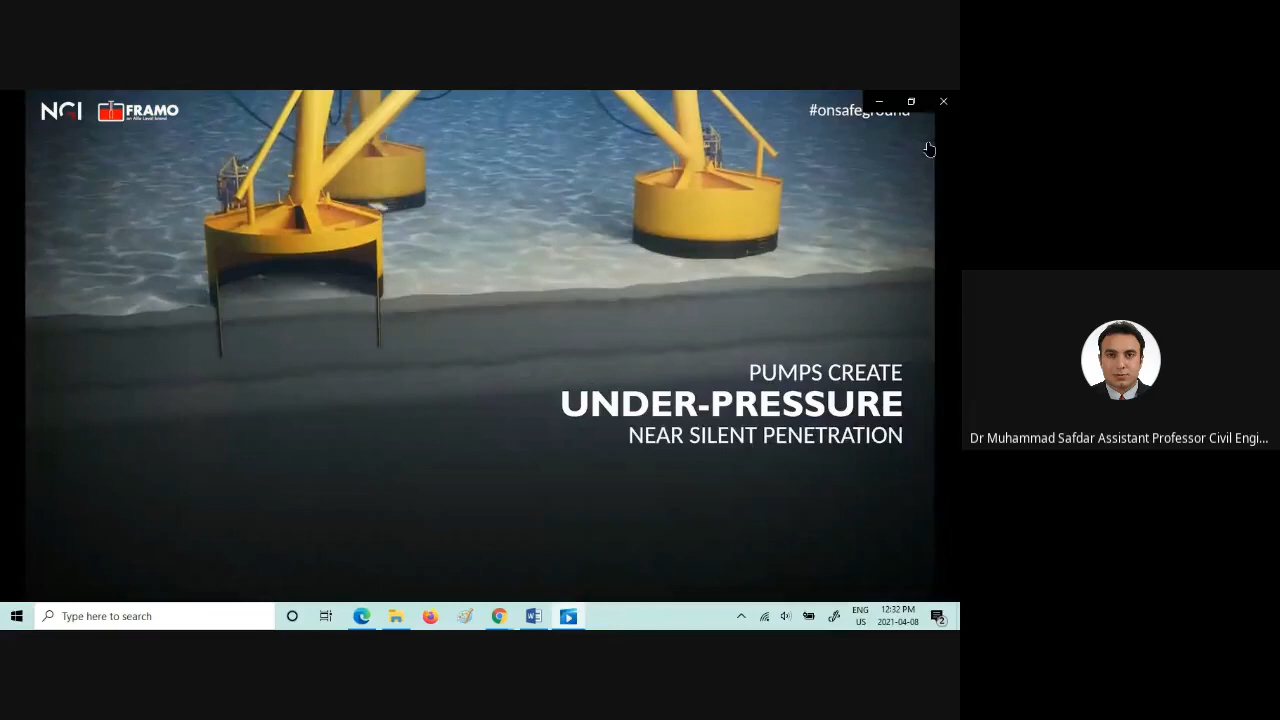 NGI FRAMO
#onsafeground
PUMPS CREATE
UNDER-PRESSURE
NEAR SILENT PENETRATION
Dr Muhammad Safdar Assistant Professor Civil Engi...
Type here to search
ENG
US
12:32 PM
2021-04-08
2